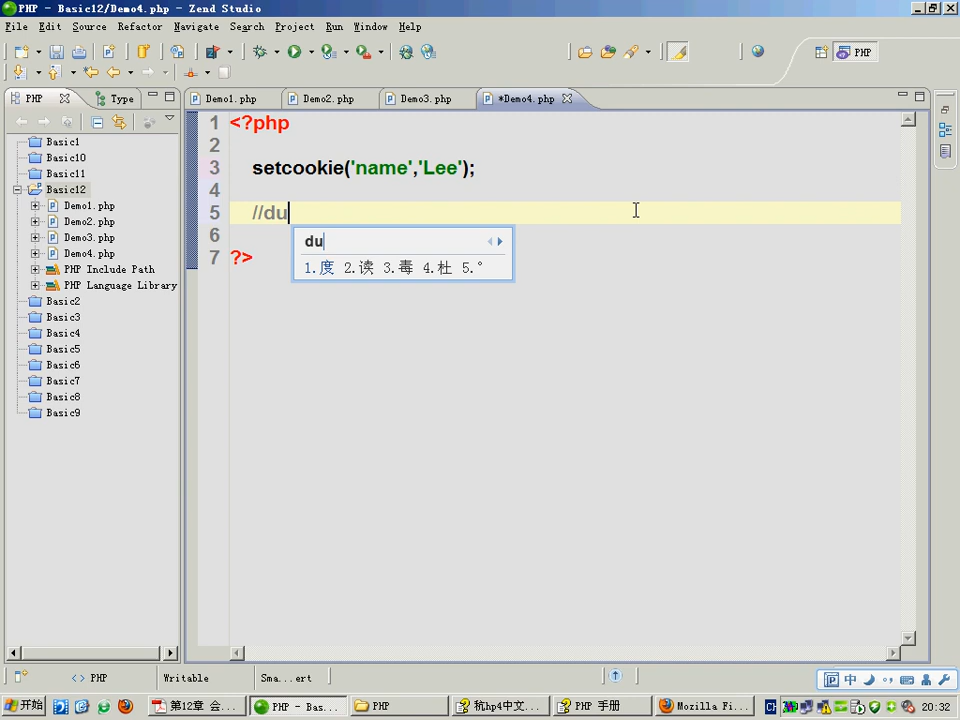 PHP - Basic12/Demo4.php - Zend Studio
File Edit Source Refactor Navigate Search Project Run Window Help
PHP
PHP Type Demo1.php Demo2.php Demo3.php *Demo4.php
Basic1
Basic10
Basic11
Basic12
Demo1.php
Demo2.php
Demo3.php
Demo4.php
PHP Include Path
PHP Language Library
Basic2
Basic3
Basic4
Basic5
Basic6
Basic7
Basic8
Basic9
1 <?php
2
3 setcookie('name','Lee');
4
5 //du
6
7 ?>
du
1.度 2.读 3.毒 4.杜 5.°
<> PHP Writable Sma...ert
中
开始 第12章 会... PHP - Bas... PHP 杭hp4中文... PHP 手册 Mozilla Fi... CH 20:32